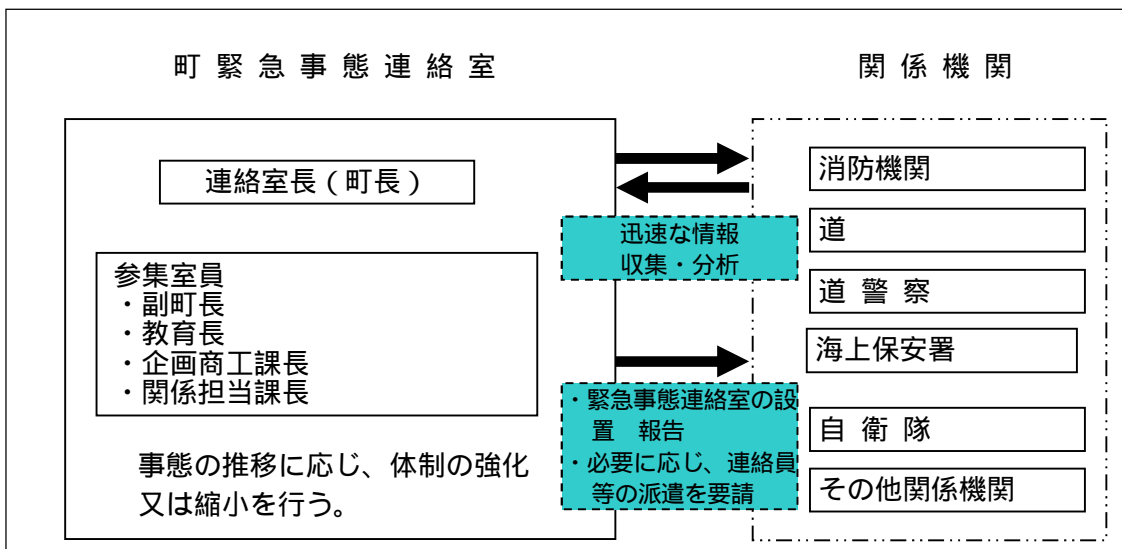 町緊急事態連絡室
関係機関
連絡室長(町長)
参集室員
・副町長
・教育長
・企画商工課長
・関係担当課長
事態の推移に応じ、体制の強化
又は縮小を行う。
迅速な情報
収集・分析
・緊急事態連絡室の設
置　報告
・必要に応じ、連絡員
等の派遣を要請
消防機関
道
道警察
海上保安署
自衛隊
その他関係機関